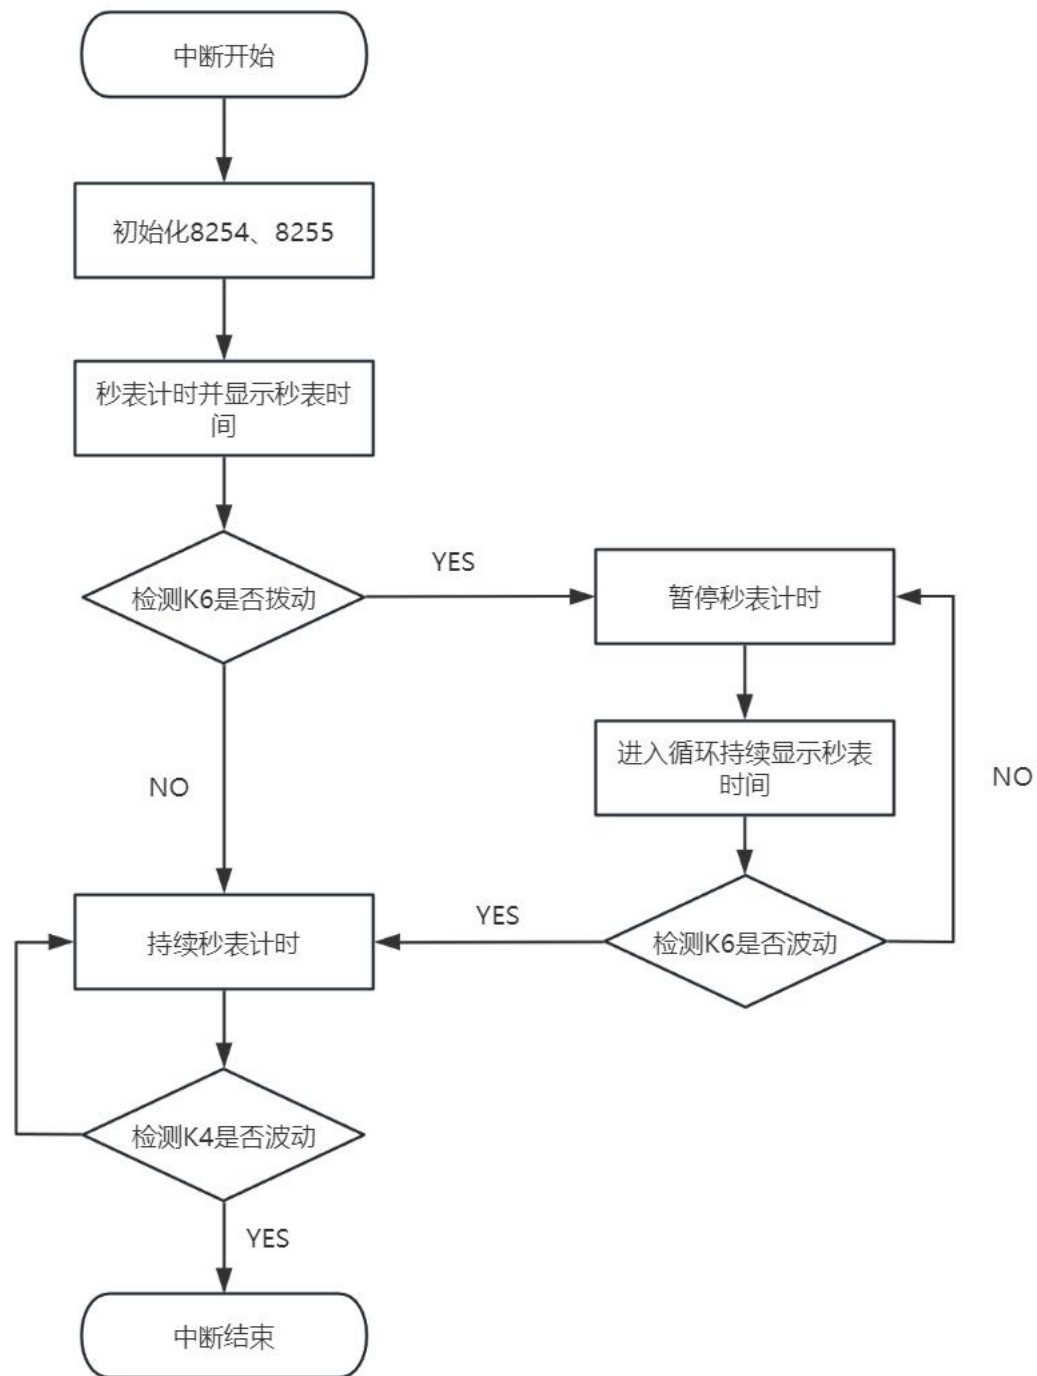 中断开始
初始化8254、8255
秒表计时并显示秒表时
间
检测K6是否拨动
YES
暂停秒表计时
进入循环持续显示秒表
时间
NO
NO
持续秒表计时
YES
检测K6是否波动
检测K4是否波动
YES
中断结束